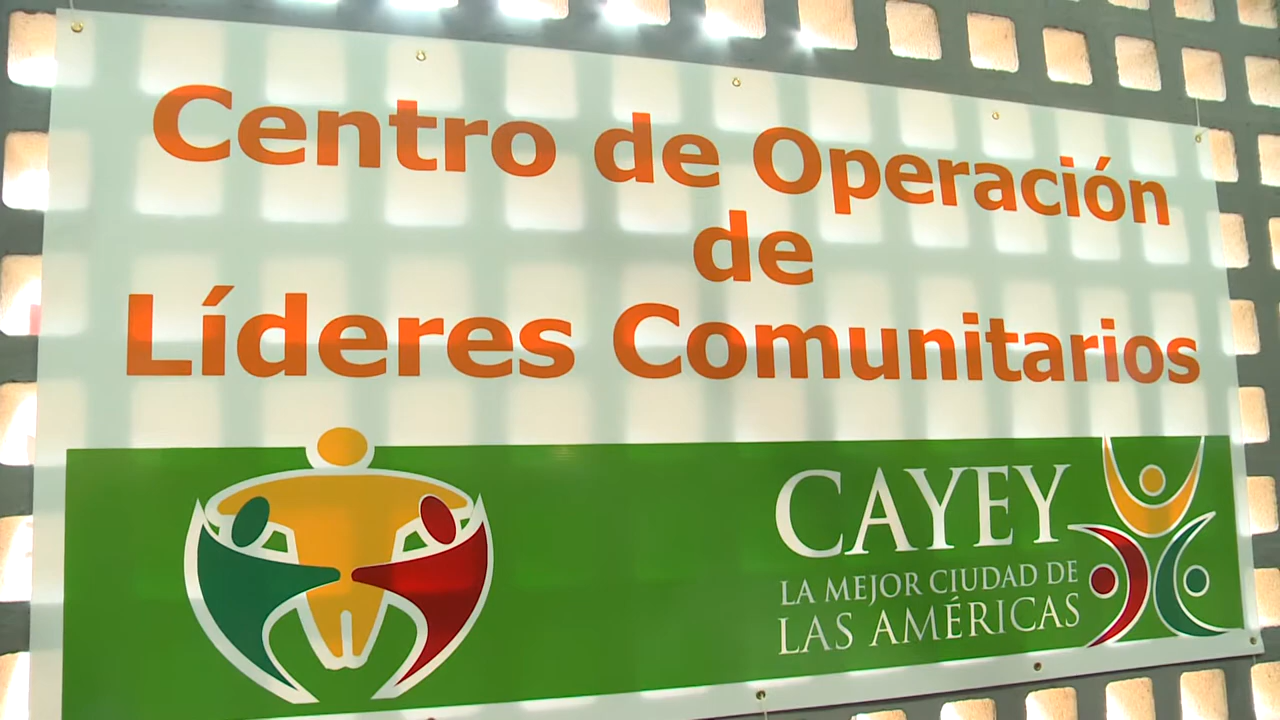 Centro de Operación
de
Líderes Comunitarios
CAYEY
LA MEJOR CIUDAD DE
LAS AMÉRICAS